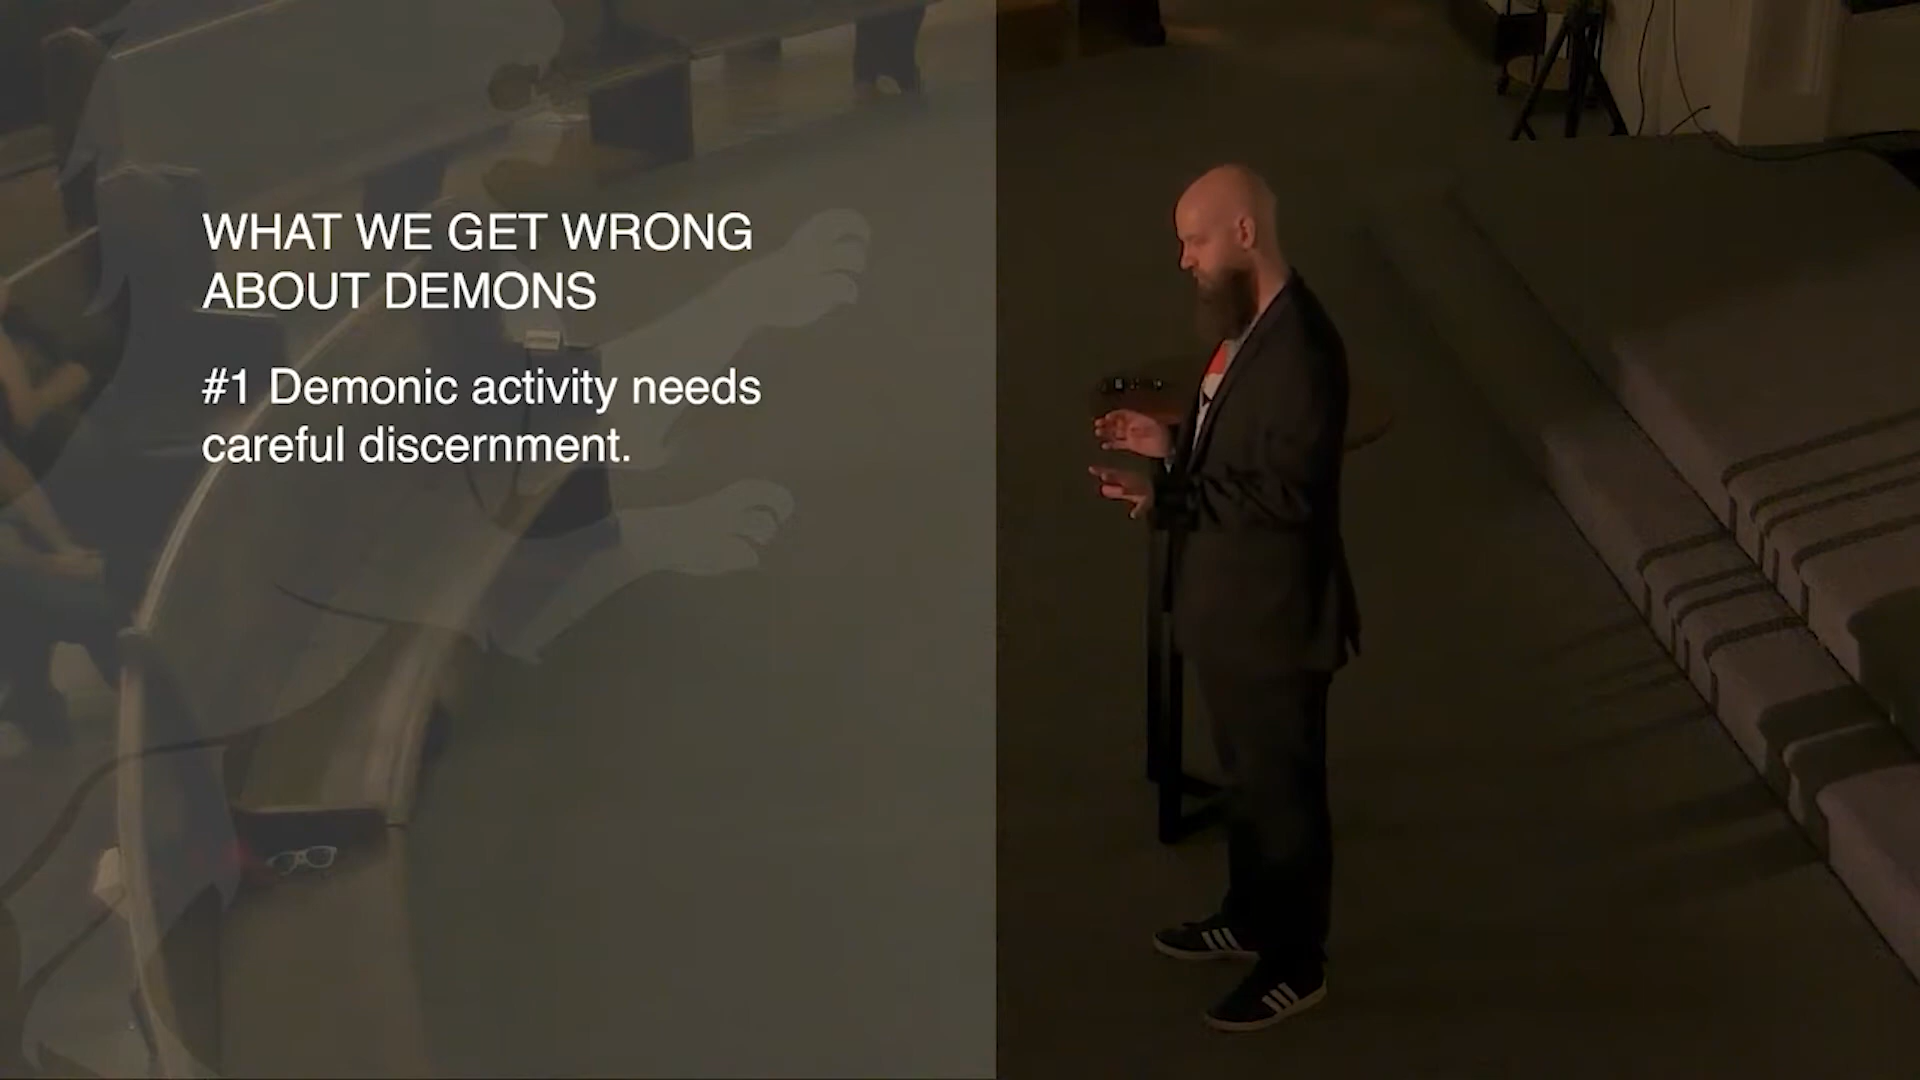 WHAT WE GET WRONG
ABOUT DEMONS
#1 Demonic activity needs
careful discernment.